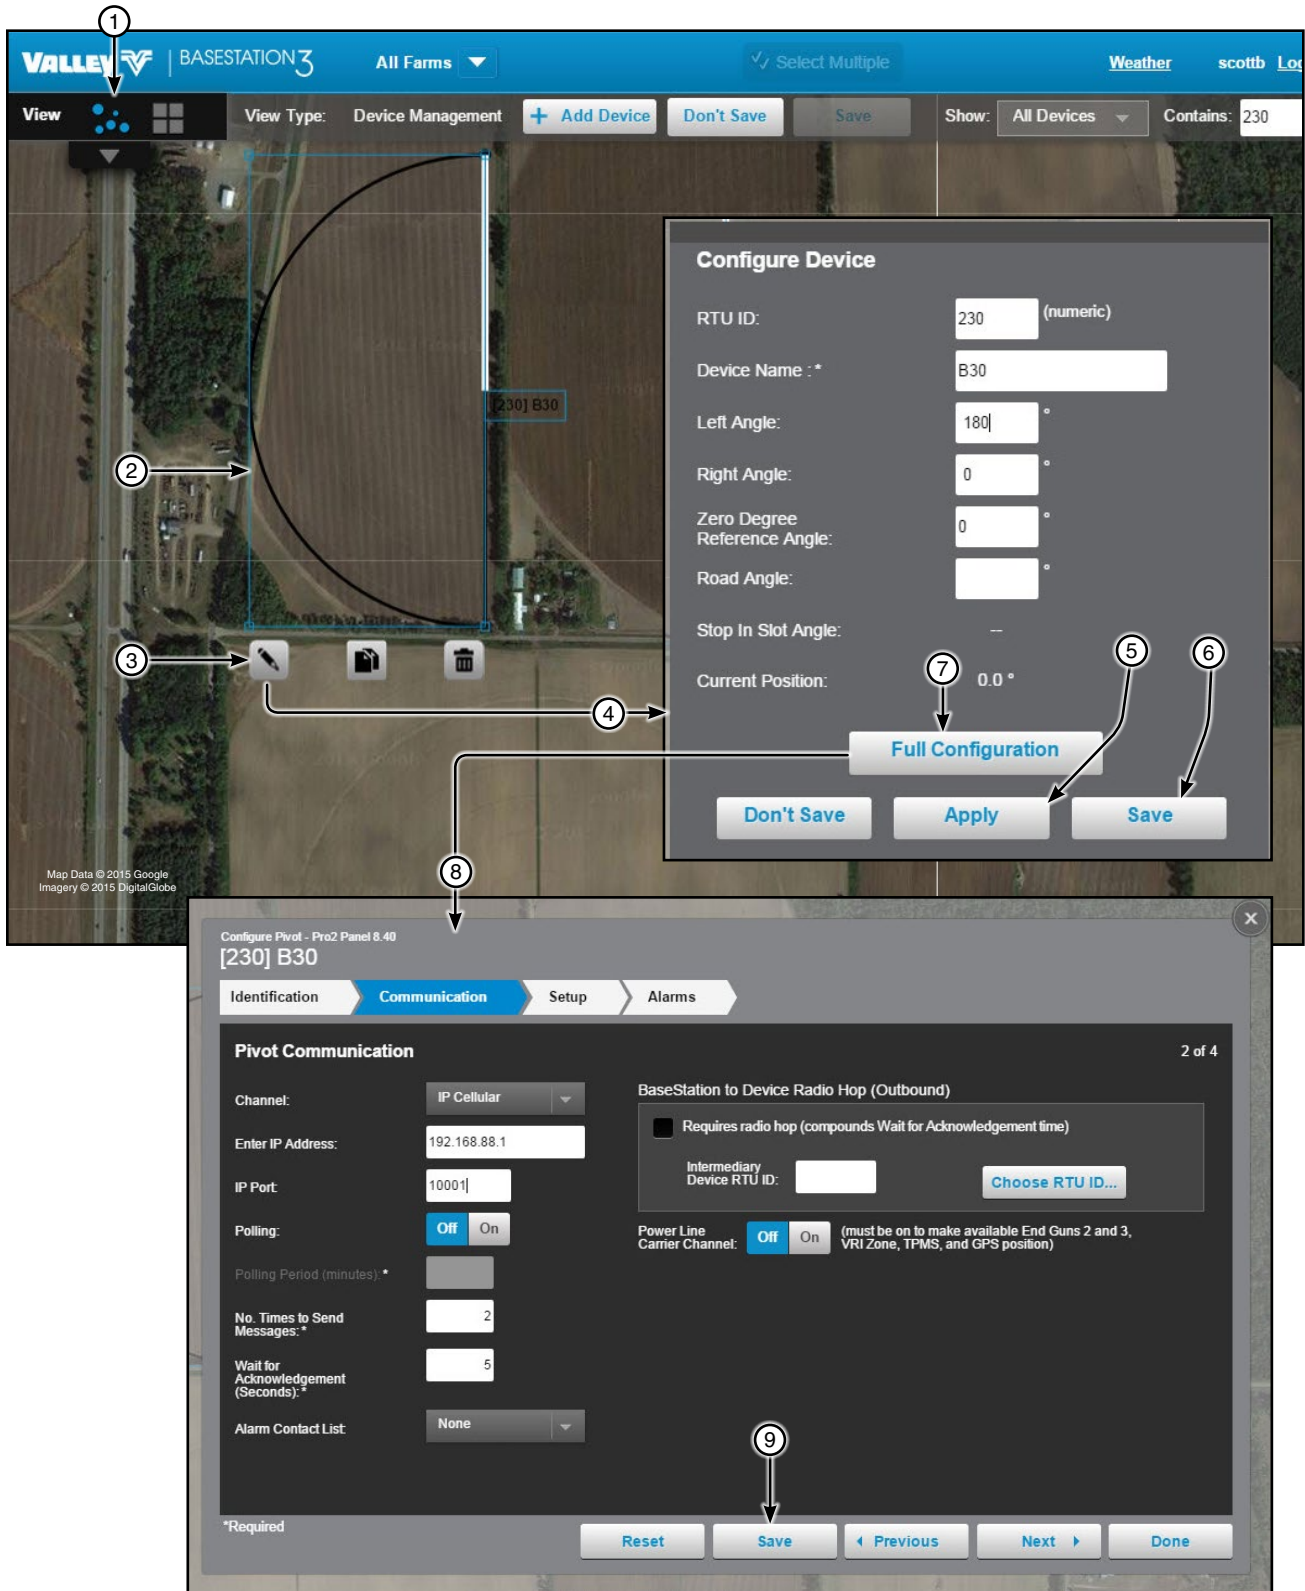 1
VALLEY | BASESTATION3 All Farms Select Multiple Weather scottb
View View Type: Device Management + Add Device Don't Save Save Show: All Devices Contains: 230
[230] B30
2
3
4
Map Data © 2015 Google
Imagery © 2015 DigitalGlobe
Configure Device
RTU ID: 230 (numeric)
Device Name : * B30
Left Angle: 180 °
Right Angle: 0 °
Zero Degree
Reference Angle: 0 °
Road Angle: °
Stop In Slot Angle: --
Current Position: 0.0 °
5
6
7
Full Configuration
Don't Save Apply Save
8
Configure Pivot - Pro2 Panel 8.40
[230] B30
Identification Communication Setup Alarms
Pivot Communication 2 of 4
Channel: IP Cellular
Enter IP Address: 192.168.88.1
IP Port: 10001
Polling: Off On
Polling Period (minutes): *
No. Times to Send
Messages: * 2
Wait for
Acknowledgement
(Seconds): * 5
Alarm Contact List: None
BaseStation to Device Radio Hop (Outbound)
Requires radio hop (compounds Wait for Acknowledgement time)
Intermediary
Device RTU ID: Choose RTU ID...
Power Line
Carrier Channel: Off On (must be on to make available End Guns 2 and 3,
VRI Zone, TPMS, and GPS position)
9
*Required
Reset Save Previous Next Done